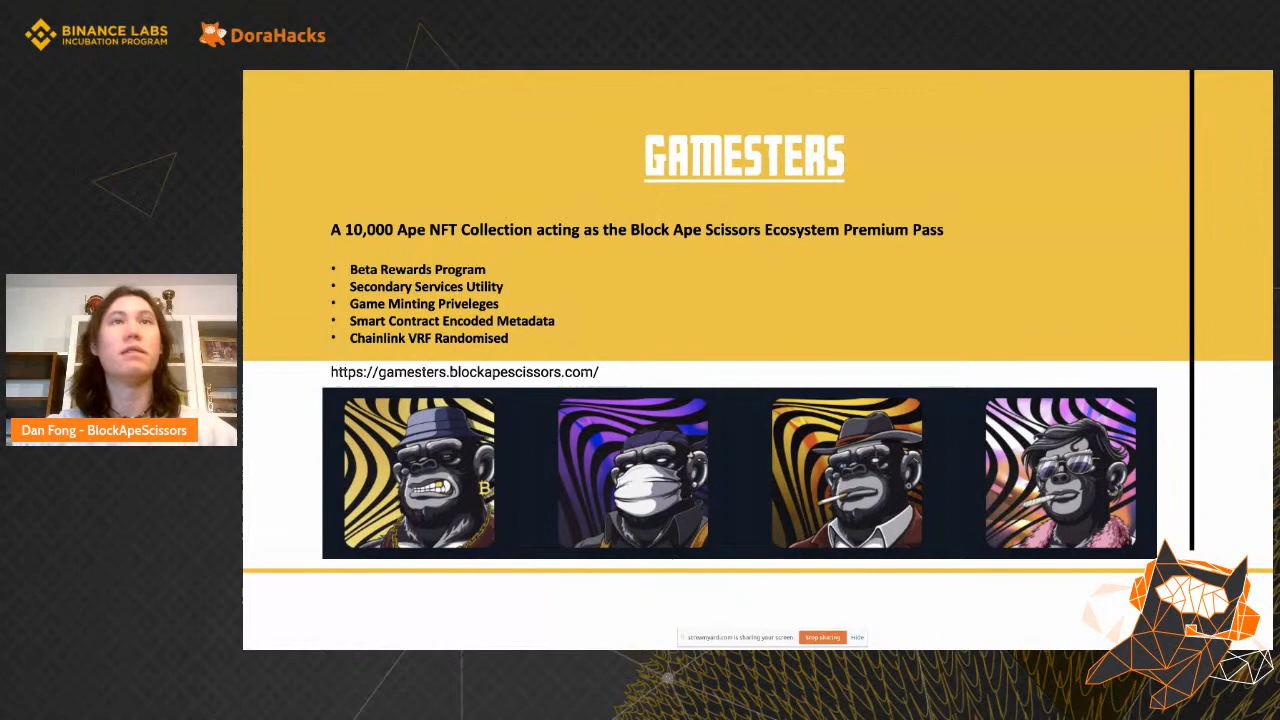 BINANCE LABS
INCUBATION PROGRAM
DoraHacks
GAMESTERS
A 10,000 Ape NFT Collection acting as the Block Ape Scissors Ecosystem Premium Pass
• Beta Rewards Program
• Secondary Services Utility
• Game Minting Priveleges
• Smart Contract Encoded Metadata
• Chainlink VRF Randomised
https://gamesters.blockapescissors.com/
Dan Fong - BlockApeScissors
streamyard.com is sharing your screen.
Stop sharing
Hide